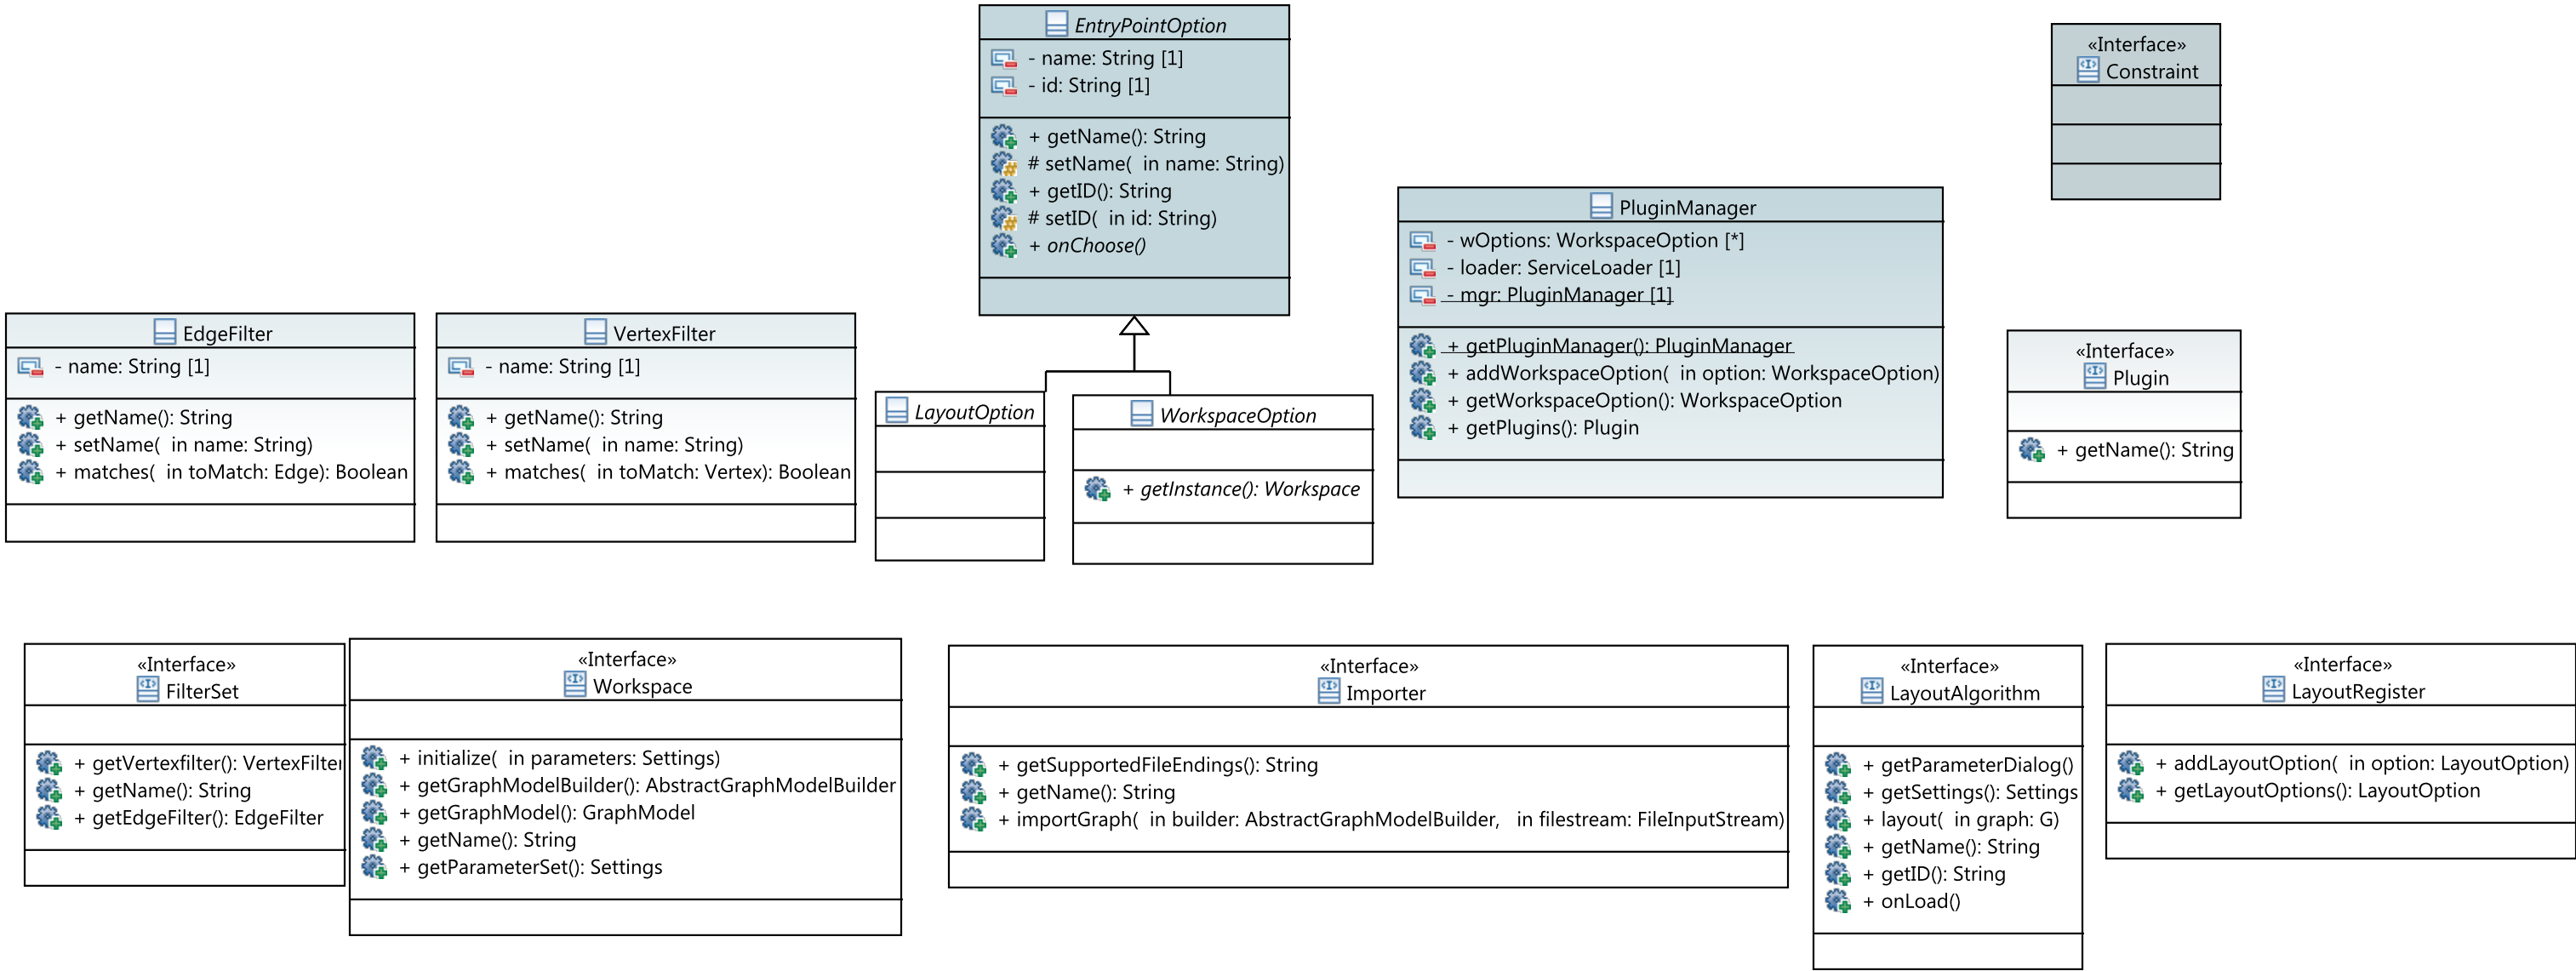 EntryPointOption
- name: String [1]
- id: String [1]
+ getName(): String
# setName(  in name: String)
+ getID(): String
# setID(  in id: String)
+ onChoose()
«Interface»
Constraint
PluginManager
- wOptions: WorkspaceOption [*]
- loader: ServiceLoader [1]
- mgr: PluginManager [1]
+ getPluginManager(): PluginManager
+ addWorkspaceOption(  in option: WorkspaceOption)
+ getWorkspaceOption(): WorkspaceOption
+ getPlugins(): Plugin
EdgeFilter
- name: String [1]
+ getName(): String
+ setName(  in name: String)
+ matches(  in toMatch: Edge): Boolean
VertexFilter
- name: String [1]
+ getName(): String
+ setName(  in name: String)
+ matches(  in toMatch: Vertex): Boolean
LayoutOption
WorkspaceOption
+ getInstance(): Workspace
«Interface»
Plugin
+ getName(): String
«Interface»
FilterSet
+ getVertexfilter(): VertexFilter
+ getName(): String
+ getEdgeFilter(): EdgeFilter
«Interface»
Workspace
+ initialize(  in parameters: Settings)
+ getGraphModelBuilder(): AbstractGraphModelBuilder
+ getGraphModel(): GraphModel
+ getName(): String
+ getParameterSet(): Settings
«Interface»
Importer
+ getSupportedFileEndings(): String
+ getName(): String
+ importGraph(  in builder: AbstractGraphModelBuilder,   in filestream: FileInputStream)
«Interface»
LayoutAlgorithm
+ getParameterDialog()
+ getSettings(): Settings
+ layout(  in graph: G)
+ getName(): String
+ getID(): String
+ onLoad()
«Interface»
LayoutRegister
+ addLayoutOption(  in option: LayoutOption)
+ getLayoutOptions(): LayoutOption